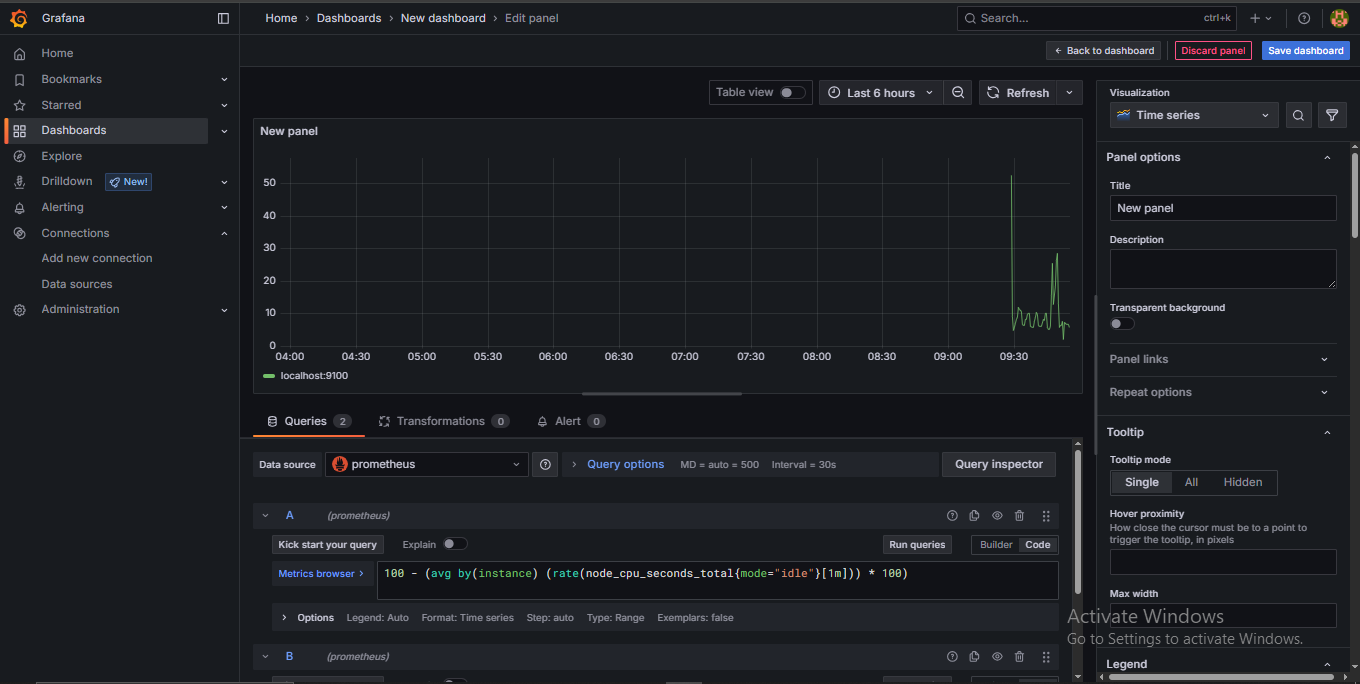 Grafana
Home › Dashboards › New dashboard › Edit panel
Search...
ctrl+k
Back to dashboard
Discard panel
Save dashboard
Home
Bookmarks
Starred
Dashboards
Explore
Drilldown
New!
Alerting
Connections
Add new connection
Data sources
Administration
Table view
Last 6 hours
Refresh
New panel
50
40
30
20
10
0
04:00 04:30 05:00 05:30 06:00 06:30 07:00 07:30 08:00 08:30 09:00 09:30
localhost:9100
Queries 2
Transformations 0
Alert 0
Data source
prometheus
Query options
MD = auto = 500
Interval = 30s
Query inspector
A
(prometheus)
Kick start your query
Explain
Run queries
Builder
Code
Metrics browser >
100 - (avg by(instance) (rate(node_cpu_seconds_total{mode="idle"}[1m])) * 100)
Options
Legend: Auto
Format: Time series
Step: auto
Type: Range
Exemplars: false
B
(prometheus)
Visualization
Time series
Panel options
Title
New panel
Description
Transparent background
Panel links
Repeat options
Tooltip
Tooltip mode
Single
All
Hidden
Hover proximity
How close the cursor must be to a point to
trigger the tooltip, in pixels
Max width
Activate Windows
Go to Settings to activate Windows.
Legend